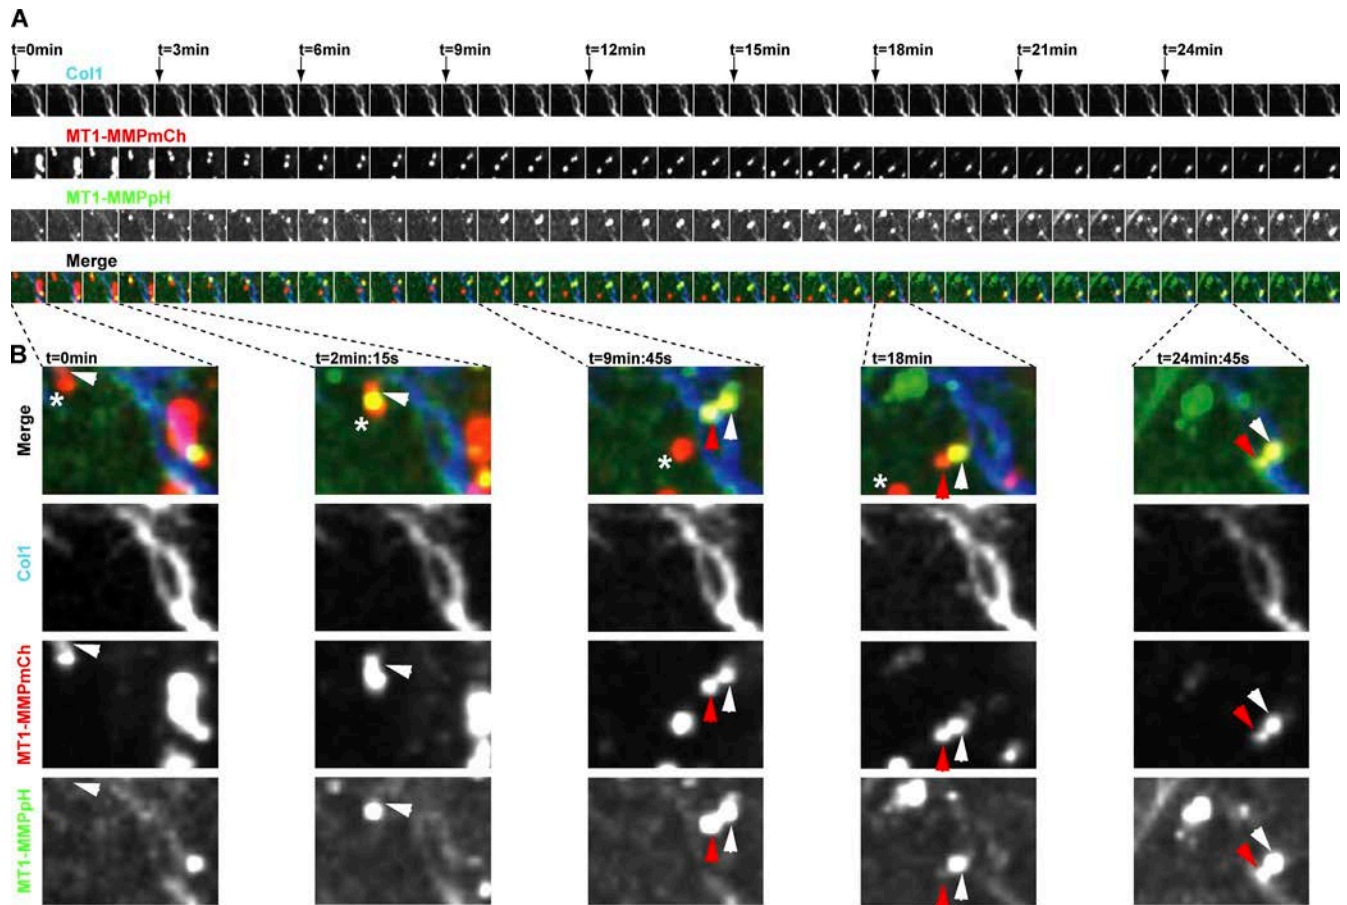 A
t=0min t=3min t=6min t=9min t=12min t=15min t=18min t=21min t=24min
Col1
MT1-MMPmCh
MT1-MMPpH
Merge
B
t=0min t=2min:15s t=9min:45s t=18min t=24min:45s
Merge
* * * *
Col1
MT1-MMPmCh
MT1-MMPpH